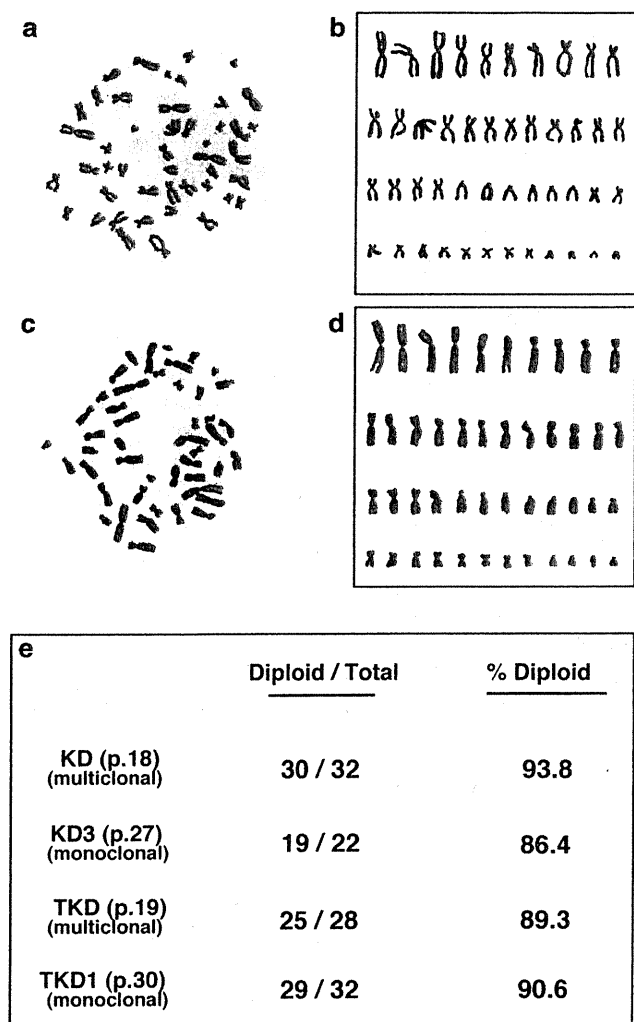 a
b
c
d
e
Diploid / Total % Diploid
KD (p.18) 30 / 32 93.8
(multiclonal)
KD3 (p.27) 19 / 22 86.4
(monoclonal)
TKD (p.19) 25 / 28 89.3
(multiclonal)
TKD1 (p.30) 29 / 32 90.6
(monoclonal)